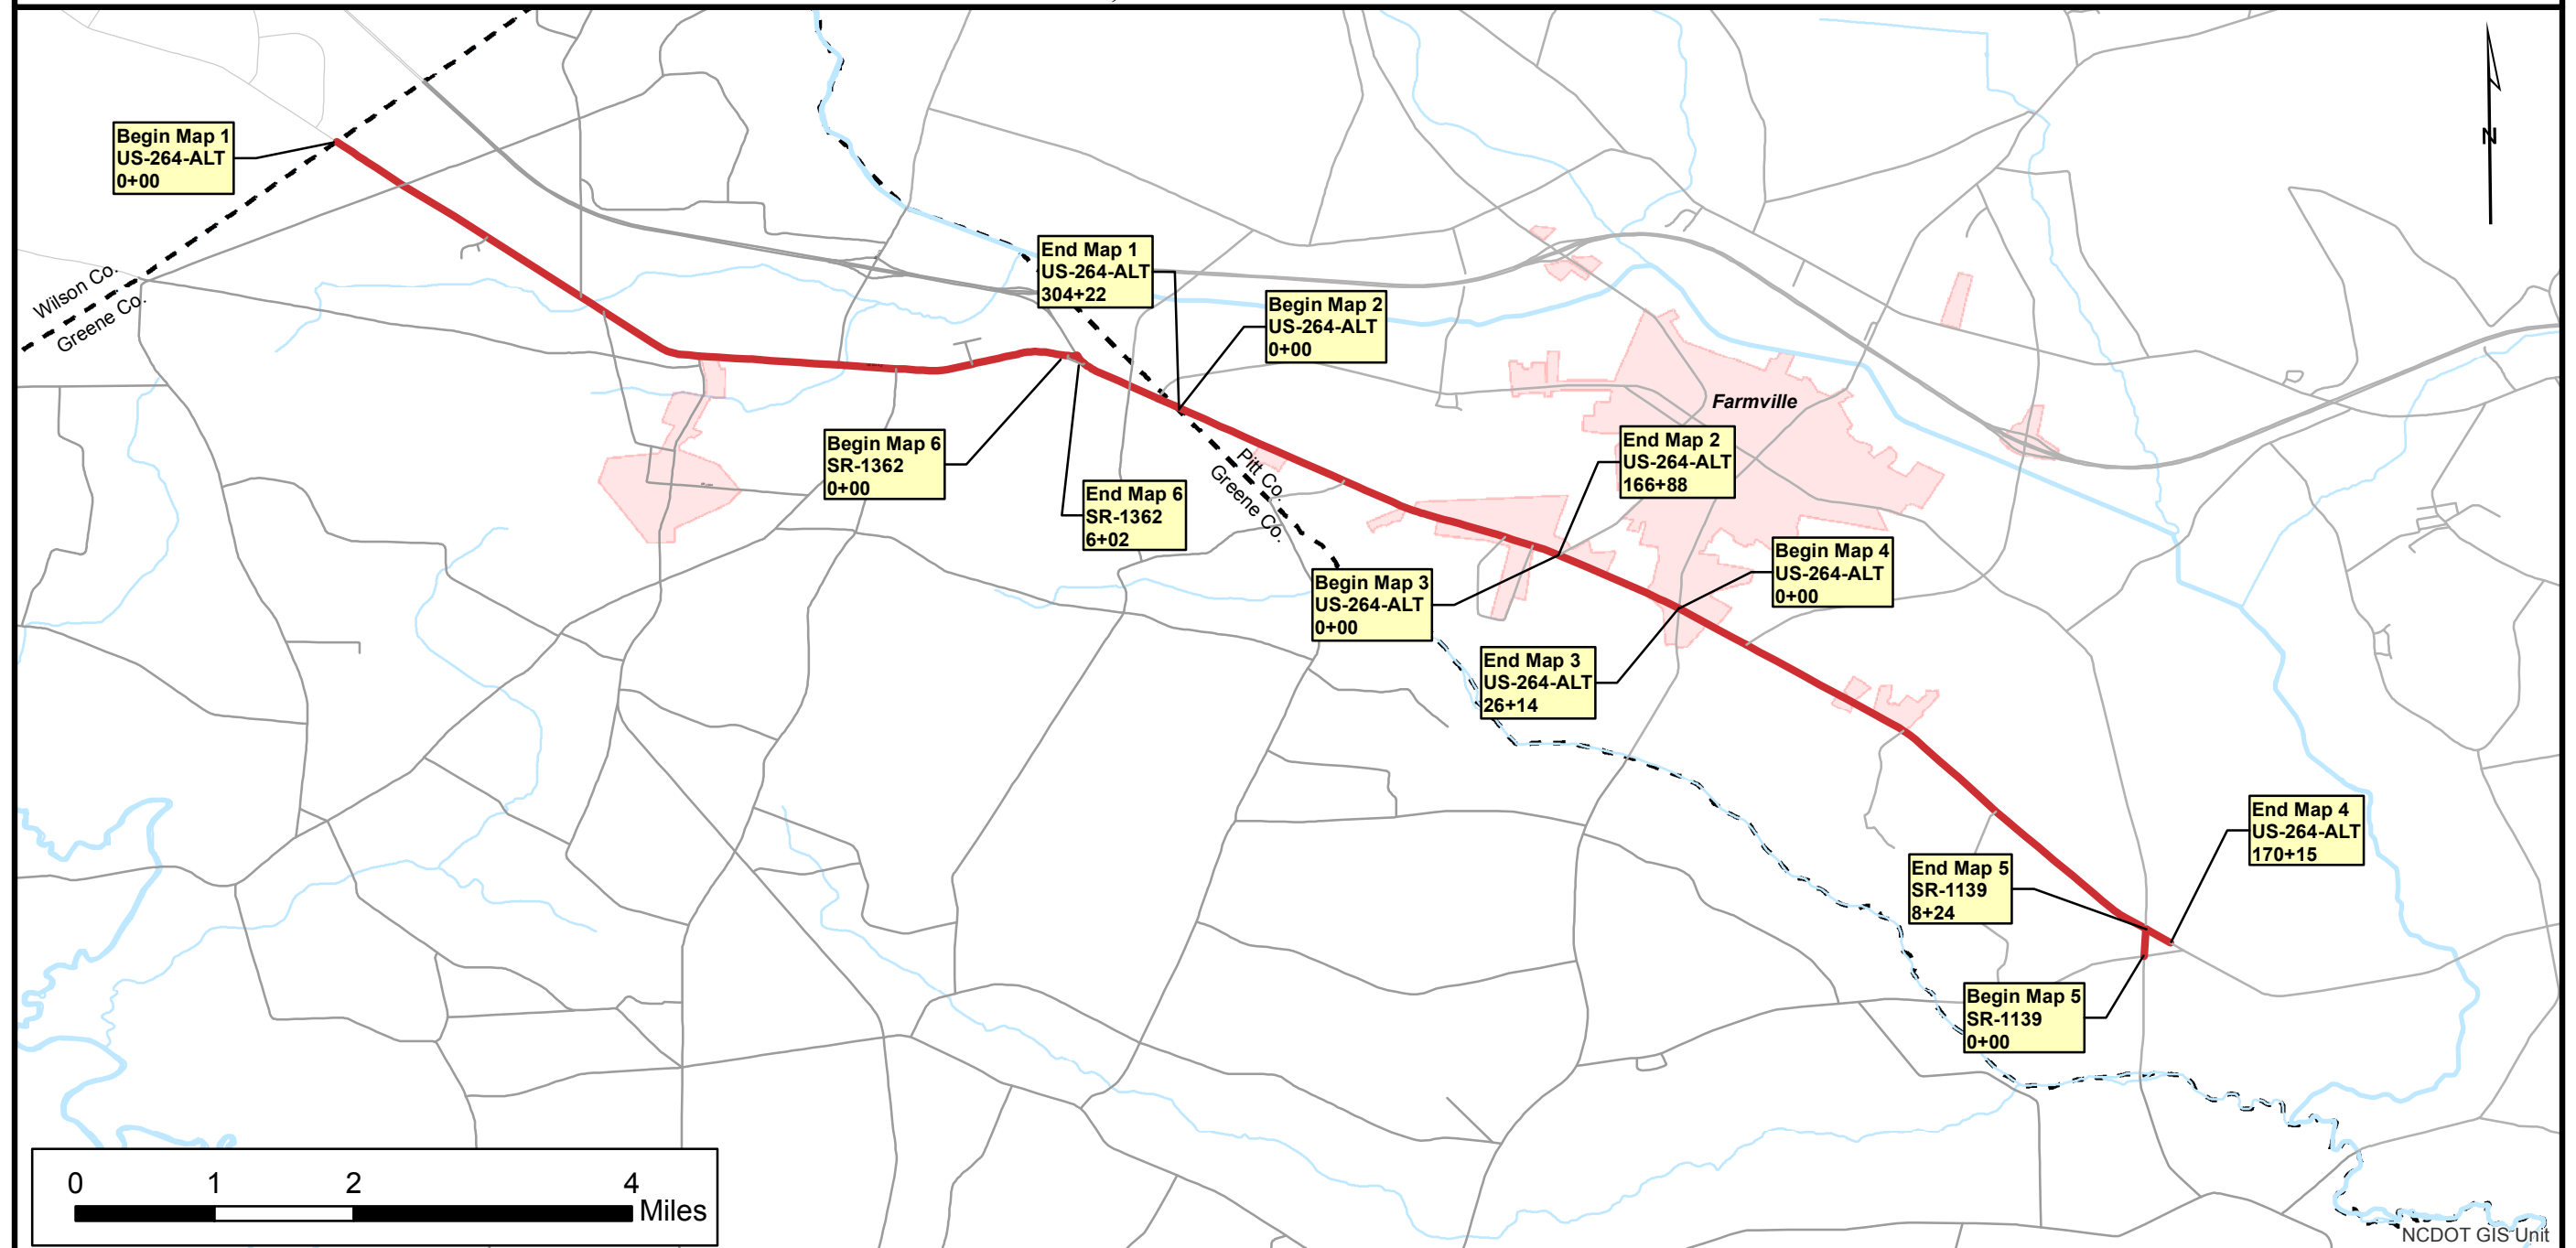 Begin Map 1
US-264-ALT
0+00
N
Wilson Co.
Greene Co.
End Map 1
US-264-ALT
304+22
Begin Map 2
US-264-ALT
0+00
Farmville
Begin Map 6
SR-1362
0+00
End Map 6
SR-1362
6+02
Pitt Co.
Greene Co.
End Map 2
US-264-ALT
166+88
Begin Map 3
US-264-ALT
0+00
Begin Map 4
US-264-ALT
0+00
End Map 3
US-264-ALT
26+14
End Map 4
US-264-ALT
170+15
End Map 5
SR-1139
8+24
Begin Map 5
SR-1139
0+00
0 1 2 4
Miles
NCDOT GIS Unit